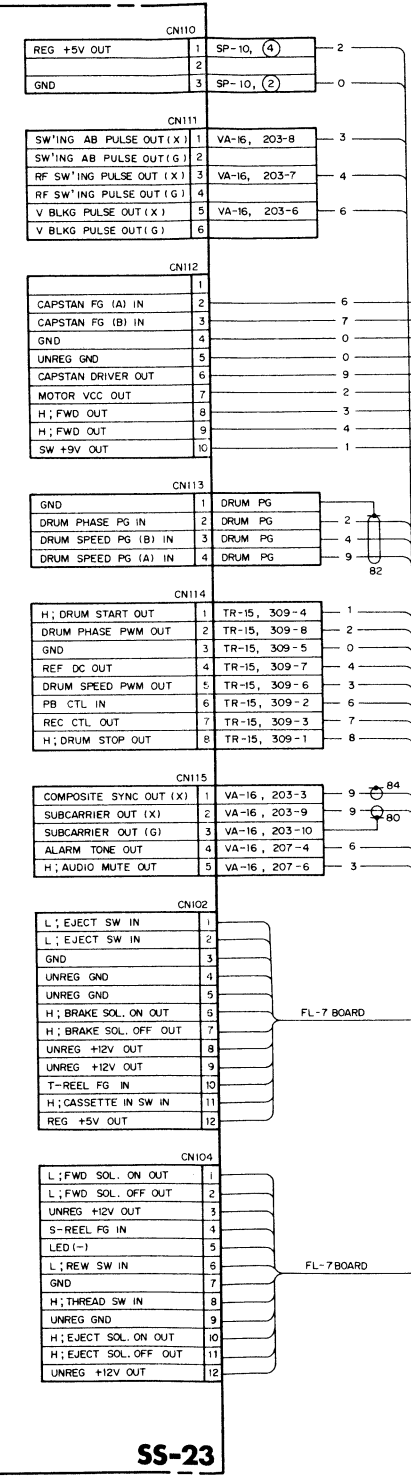 CN110
REG +5V OUT 1 SP-10, 4 2
2
GND 3 SP-10, 2 0
CN111
SW'ING AB PULSE OUT(X) 1 VA-16, 203-8 3
SW'ING AB PULSE OUT(G) 2
RF SW'ING PULSE OUT (X) 3 VA-16, 203-7 4
RF SW'ING PULSE OUT(G) 4
V BLKG PULSE OUT(X) 5 VA-16, 203-6 6
V BLKG PULSE OUT(G) 6
CN112
1
CAPSTAN FG (A) IN 2 6
CAPSTAN FG (B) IN 3 7
GND 4 0
UNREG GND 5 0
CAPSTAN DRIVER OUT 6 9
MOTOR VCC OUT 7 2
H; FWD OUT 8 3
H; FWD OUT 9 4
SW +9V OUT 10 1
CN113
GND 1 DRUM PG
DRUM PHASE PG IN 2 DRUM PG 2
DRUM SPEED PG (B) IN 3 DRUM PG 4
DRUM SPEED PG (A) IN 4 DRUM PG 9
82
CN114
H; DRUM START OUT 1 TR-15, 309-4 1
DRUM PHASE PWM OUT 2 TR-15, 309-8 2
GND 3 TR-15, 309-5 0
REF DC OUT 4 TR-15, 309-7 4
DRUM SPEED PWM OUT 5 TR-15, 309-6 3
PB CTL IN 6 TR-15, 309-2 6
REC CTL OUT 7 TR-15, 309-3 7
H; DRUM STOP OUT 8 TR-15, 309-1 8
CN115
COMPOSITE SYNC OUT (X) 1 VA-16, 203-3 9 84
SUBCARRIER OUT (X) 2 VA-16, 203-9 9 80
SUBCARRIER OUT (G) 3 VA-16, 203-10
ALARM TONE OUT 4 VA-16, 207-4 6
H; AUDIO MUTE OUT 5 VA-16, 207-6 3
CN102
L; EJECT SW IN 1
L; EJECT SW IN 2
GND 3
UNREG GND 4
UNREG GND 5
H; BRAKE SOL. ON OUT 6 FL-7 BOARD
H; BRAKE SOL. OFF OUT 7
UNREG +12V OUT 8
UNREG +12V OUT 9
T-REEL FG IN 10
H; CASSETTE IN SW IN 11
REG +5V OUT 12
CN104
L; FWD SOL. ON OUT 1
L; FWD SOL. OFF OUT 2
UNREG +12V OUT 3
S-REEL FG IN 4
LED (-) 5
L; REW SW IN 6 FL-7 BOARD
GND 7
H; THREAD SW IN 8
UNREG GND 9
H; EJECT SOL. ON OUT 10
H; EJECT SOL. OFF OUT 11
UNREG +12V OUT 12
SS-23